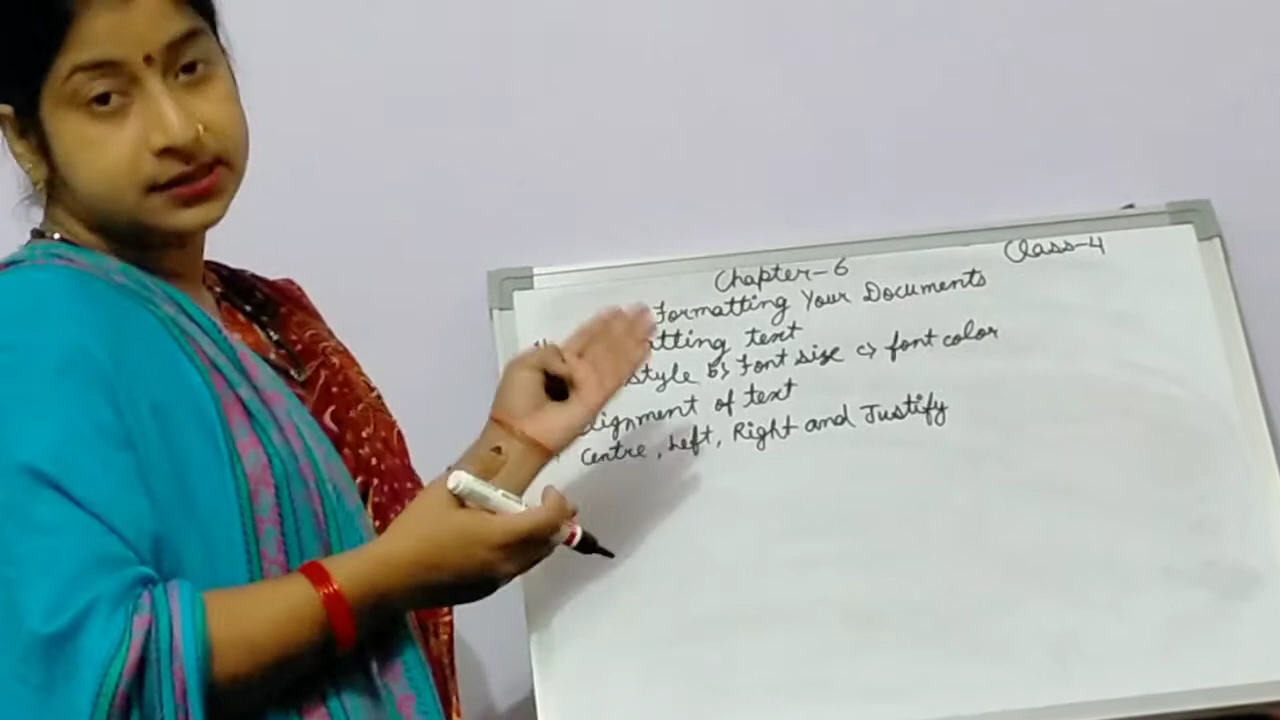 Class-4
Chapter-6
Formatting Your Documents
text
style b) Font size c) font color
of text
Centre, Left, Right and Justify